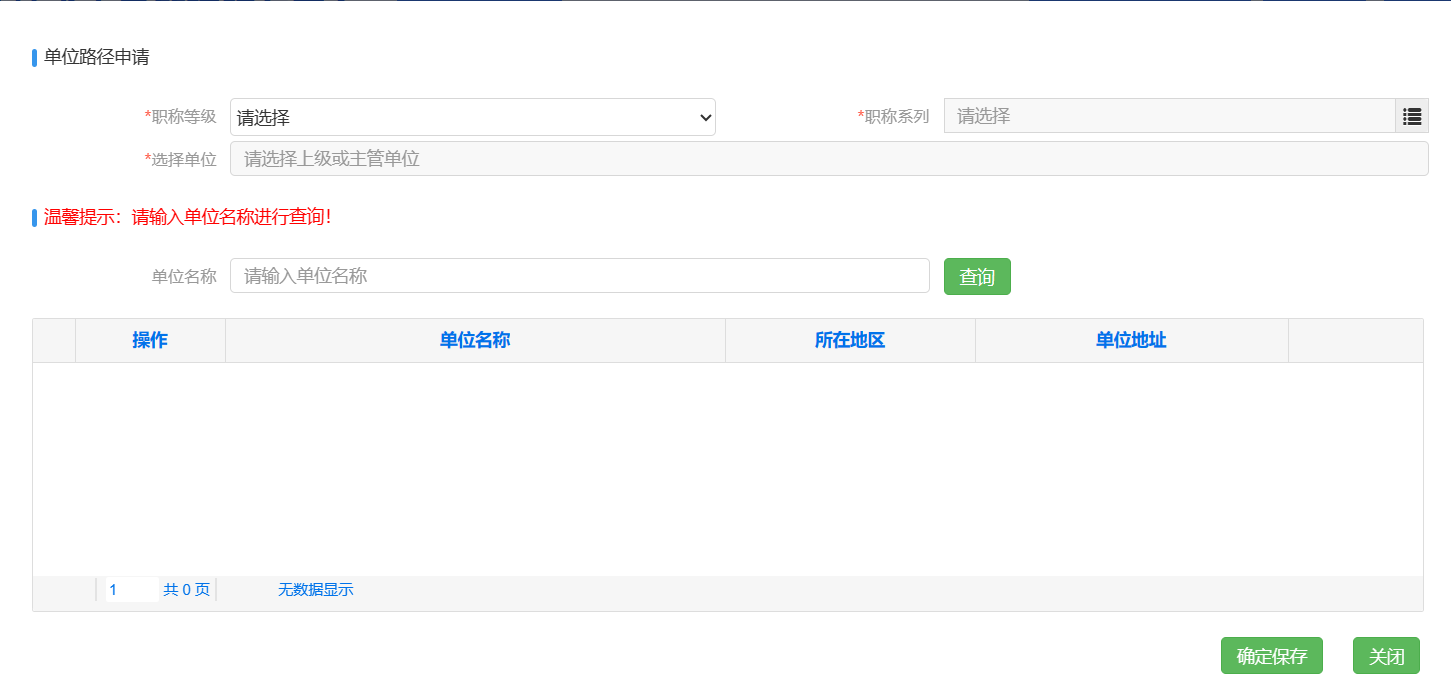 单位路径申请
*职称等级 请选择 *职称系列 请选择
*选择单位 请选择上级或主管单位
温馨提示：请输入单位名称进行查询！
单位名称 请输入单位名称 查询
操作 单位名称 所在地区 单位地址
1 共 0 页 无数据显示
确定保存 关闭